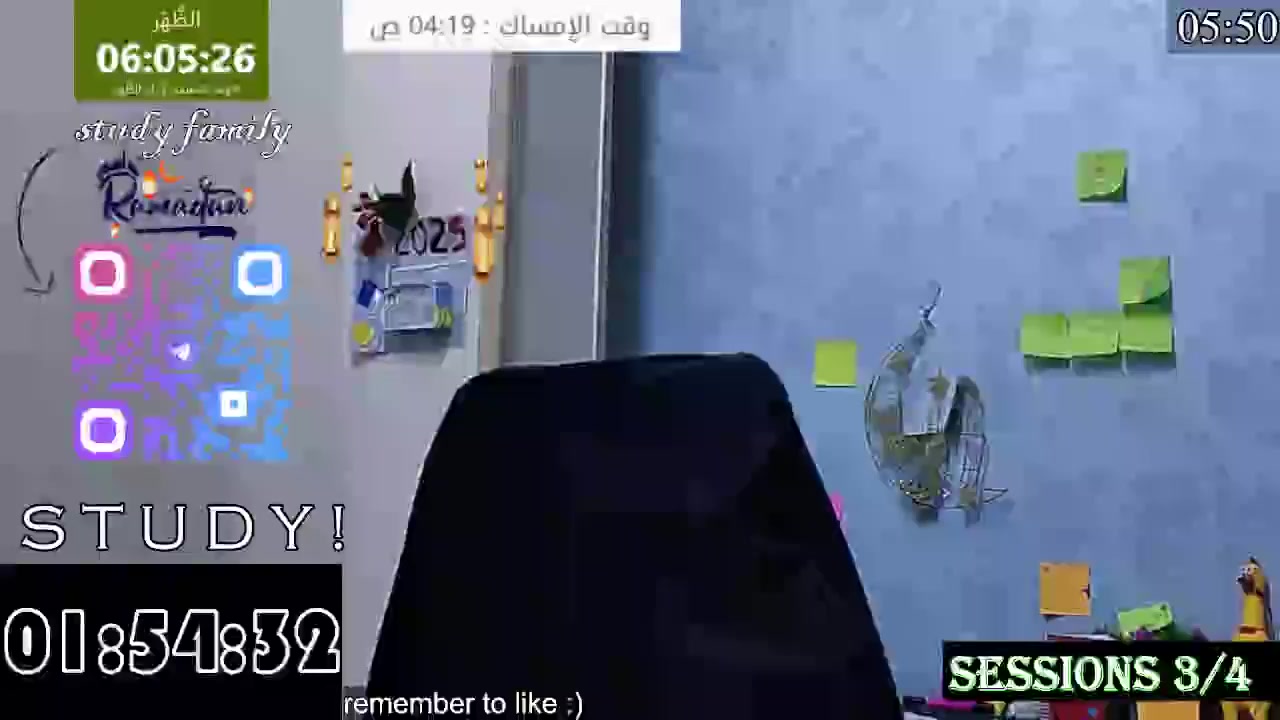 الظُّهْر
06:05:26
وقت الإمساك : 04:19 ص
05:50
study family
Ramadan
2025
STUDY!
01:54:32
remember to like :)
SESSIONS 3/4